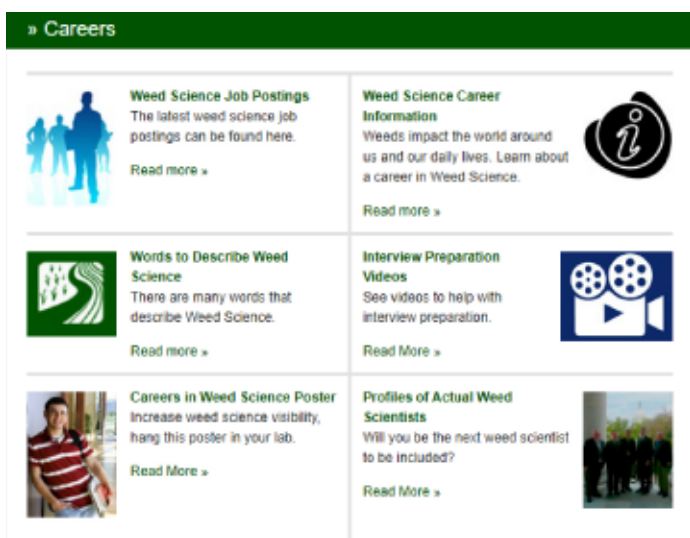 » Careers
Weed Science Job Postings
The latest weed science job
postings can be found here.
Read more »
Weed Science Career
Information
Weeds impact the world around
us and our daily lives. Learn about
a career in Weed Science.
Read more »
Words to Describe Weed
Science
There are many words that
describe Weed Science.
Read more »
Interview Preparation
Videos
See videos to help with
interview preparation.
Read More »
Careers in Weed Science Poster
Increase weed science visibility,
hang this poster in your lab.
Read More »
Profiles of Actual Weed
Scientists
Will you be the next weed scientist
to be included?
Read More »